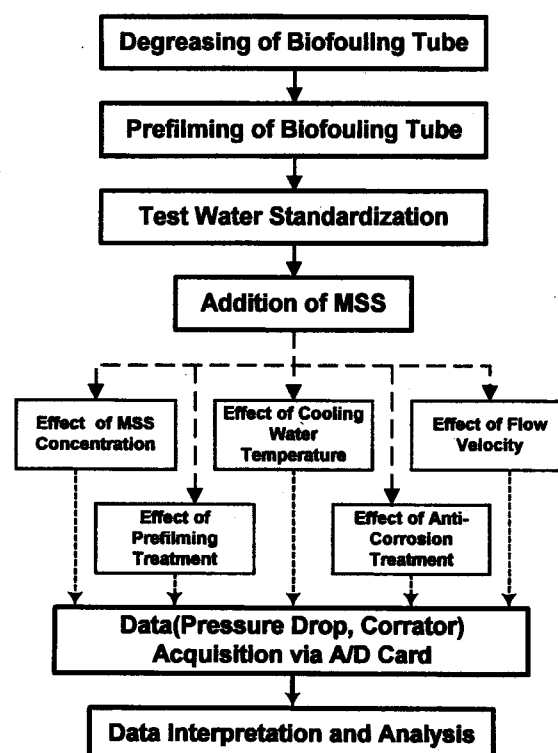 Degreasing of Biofouling Tube
Prefilming of Biofouling Tube
Test Water Standardization
Addition of MSS
Effect of MSS
Concentration
Effect of Cooling
Water
Temperature
Effect of Flow
Velocity
Effect of
Prefilming
Treatment
Effect of Anti-
Corrosion
Treatment
Data(Pressure Drop, Corrator)
Acquisition via A/D Card
Data Interpretation and Analysis